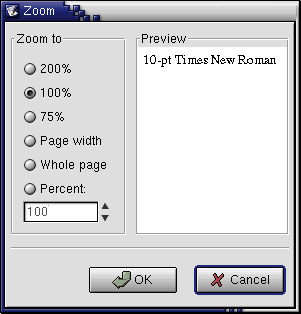 Zoom
Zoom to
200%
100%
75%
Page width
Whole page
Percent:
100
Preview
10-pt Times New Roman
OK
Cancel